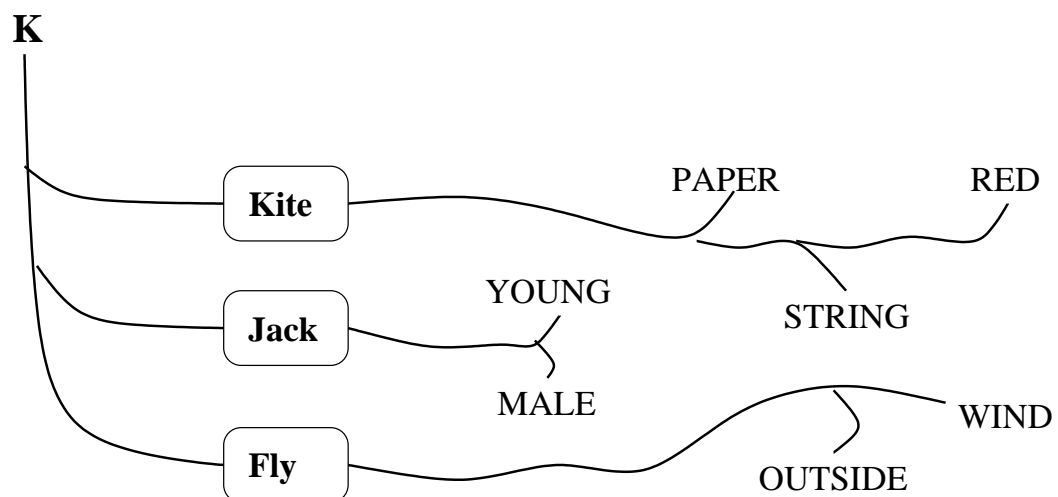 K
Kite
PAPER
RED
STRING
Jack
YOUNG
MALE
Fly
WIND
OUTSIDE